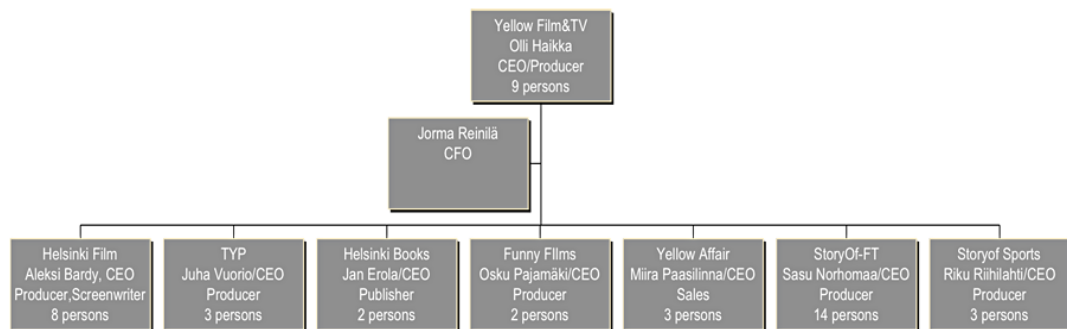 Yellow Film&TV
Olli Haikka
CEO/Producer
9 persons
Jorma Reinilä
CFO
Helsinki Film
Aleksi Bardy, CEO
Producer,Screenwriter
8 persons
TYP
Juha Vuorio/CEO
Producer
3 persons
Helsinki Books
Jan Erola/CEO
Publisher
2 persons
Funny FIlms
Osku Pajamäki/CEO
Producer
2 persons
Yellow Affair
Miira Paasilinna/CEO
Sales
3 persons
StoryOf-FT
Sasu Norhomaa/CEO
Producer
14 persons
Storyof Sports
Riku Riihilahti/CEO
Producer
3 persons